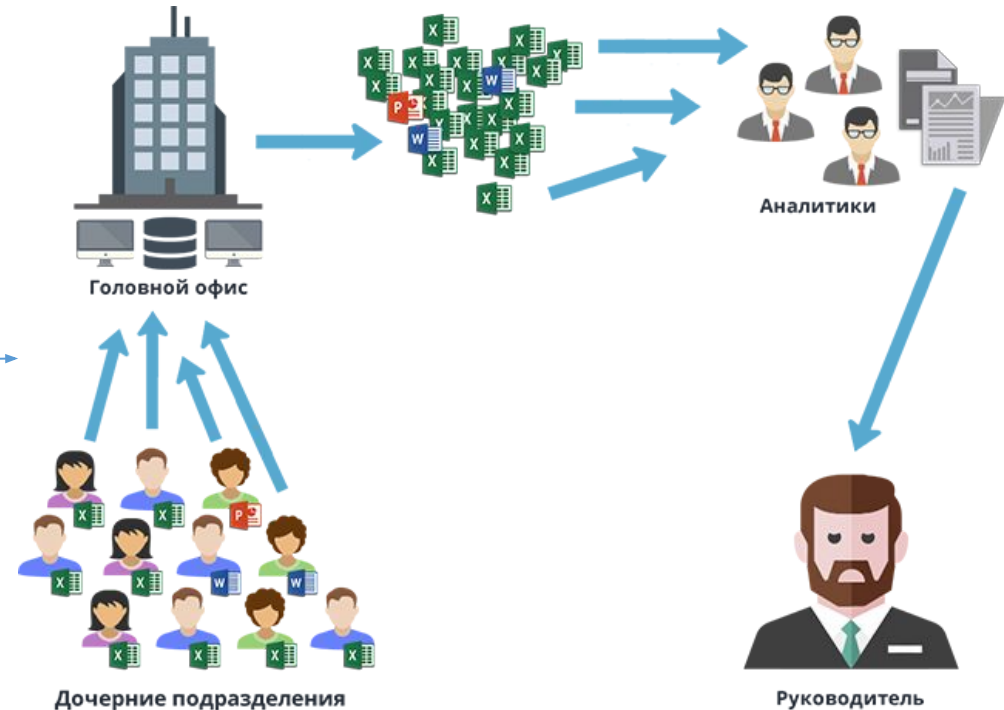 Аналитики
Головной офис
Дочерние подразделения
Руководитель